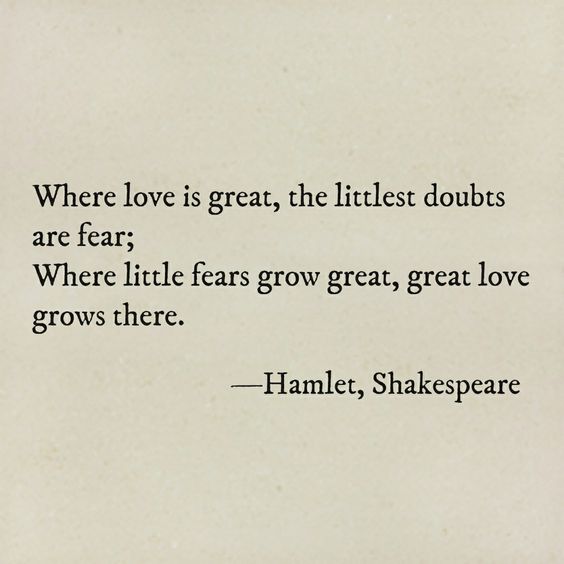 Where love is great, the littlest doubts
are fear;
Where little fears grow great, great love
grows there.
—Hamlet, Shakespeare